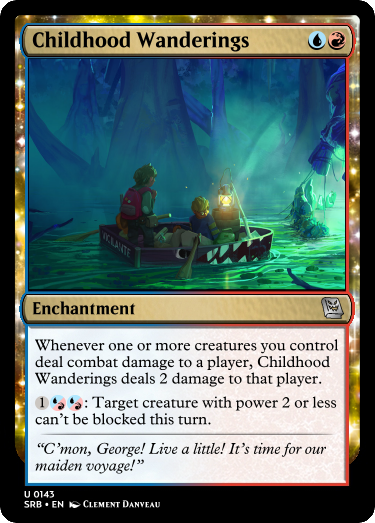 Childhood Wanderings
VIGILANTE
Enchantment
Whenever one or more creatures you control
deal combat damage to a player, Childhood
Wanderings deals 2 damage to that player.
1: Target creature with power 2 or less
can't be blocked this turn.
“C'mon, George! Live a little! It's time for our
maiden voyage!”
U 0143
SRB • EN Clement Danveau